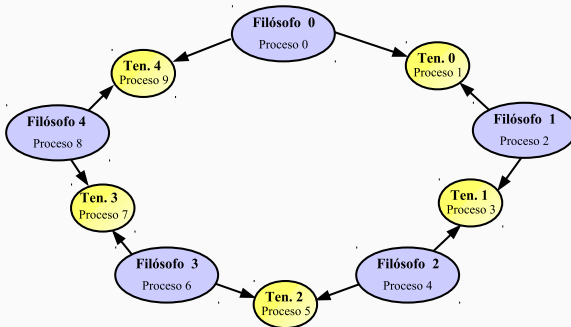 Filósofo 0
Proceso 0
Ten. 4
Proceso 9
Ten. 0
Proceso 1
Filósofo 4
Proceso 8
Filósofo 1
Proceso 2
Ten. 3
Proceso 7
Ten. 1
Proceso 3
Filósofo 3
Proceso 6
Filósofo 2
Proceso 4
Ten. 2
Proceso 5